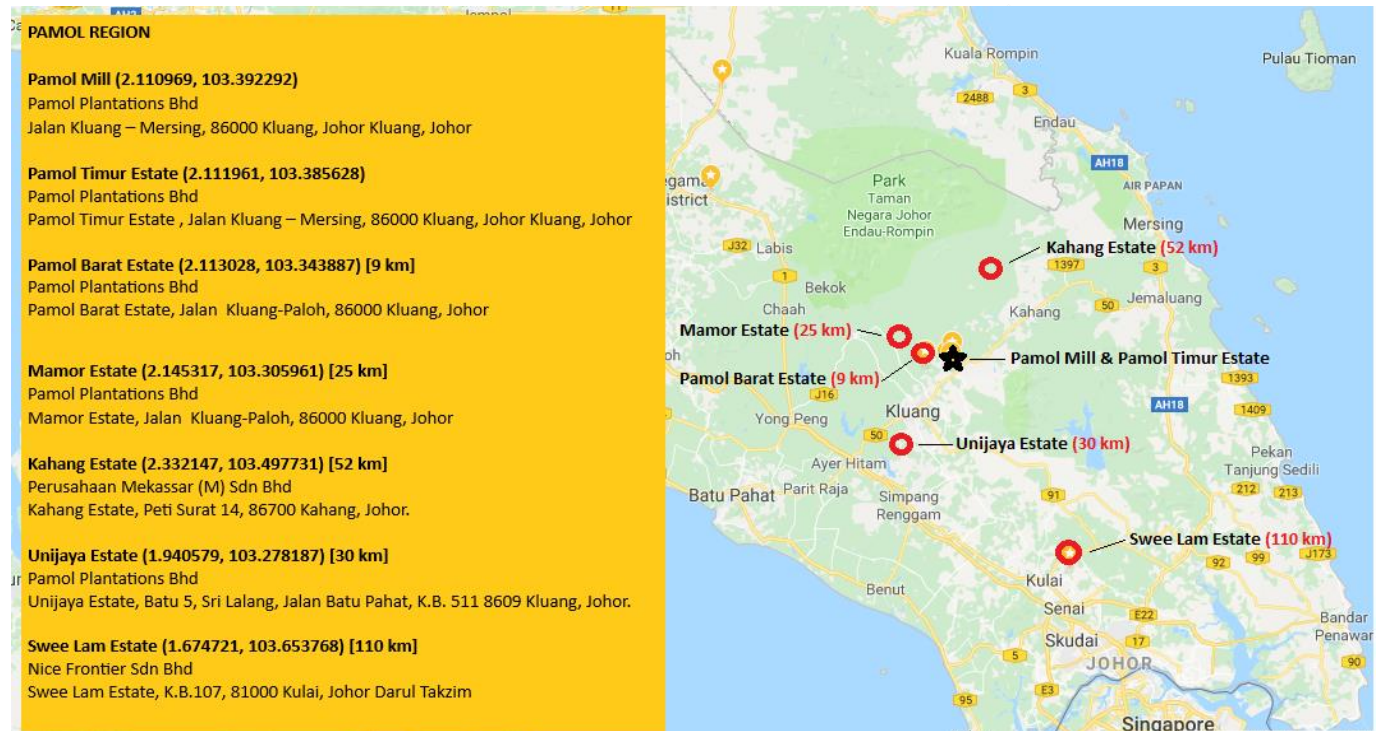 PAMOL REGION
Pamol Mill (2.110969, 103.392292)
Pamol Plantations Bhd
Jalan Kluang – Mersing, 86000 Kluang, Johor Kluang, Johor
Pamol Timur Estate (2.111961, 103.385628)
Pamol Plantations Bhd
Pamol Timur Estate , Jalan Kluang – Mersing, 86000 Kluang, Johor Kluang, Johor
Pamol Barat Estate (2.113028, 103.343887) [9 km]
Pamol Plantations Bhd
Pamol Barat Estate, Jalan Kluang-Paloh, 86000 Kluang, Johor
Mamor Estate (2.145317, 103.305961) [25 km]
Pamol Plantations Bhd
Mamor Estate, Jalan Kluang-Paloh, 86000 Kluang, Johor
Kahang Estate (2.332147, 103.497731) [52 km]
Perusahaan Mekassar (M) Sdn Bhd
Kahang Estate, Peti Surat 14, 86700 Kahang, Johor.
Unijaya Estate (1.940579, 103.278187) [30 km]
Pamol Plantations Bhd
Unijaya Estate, Batu 5, Sri Lalang, Jalan Batu Pahat, K.B. 511 8609 Kluang, Johor.
Swee Lam Estate (1.674721, 103.653768) [110 km]
Nice Frontier Sdn Bhd
Swee Lam Estate, K.B.107, 81000 Kulai, Johor Darul Takzim
Kuala Rompin
Pulau Tioman
2488
3
Endau
AH18
AIR PAPAN
Park
Taman
Negara Johor
Endau-Rompin
Mersing
istrict
J32
Labis
Kahang Estate (52 km)
1397
3
1
Bekok
Chaah
Kahang
50
Jemaluang
Mamor Estate (25 km)
Pamol Mill & Pamol Timur Estate
Pamol Barat Estate (9 km)
J16
1393
Yong Peng
Kluang
AH18
1409
50
Unijaya Estate (30 km)
Ayer Hitam
Pekan
Tanjung Sedili
Batu Pahat
Parit Raja
Simpang
Renggam
91
212
213
Swee Lam Estate (110 km)
92
99
J173
Benut
Kulai
Senai
E22
Bandar
Penawar
Skudai
17
5
JOHOR
90
E3
95
Singapore